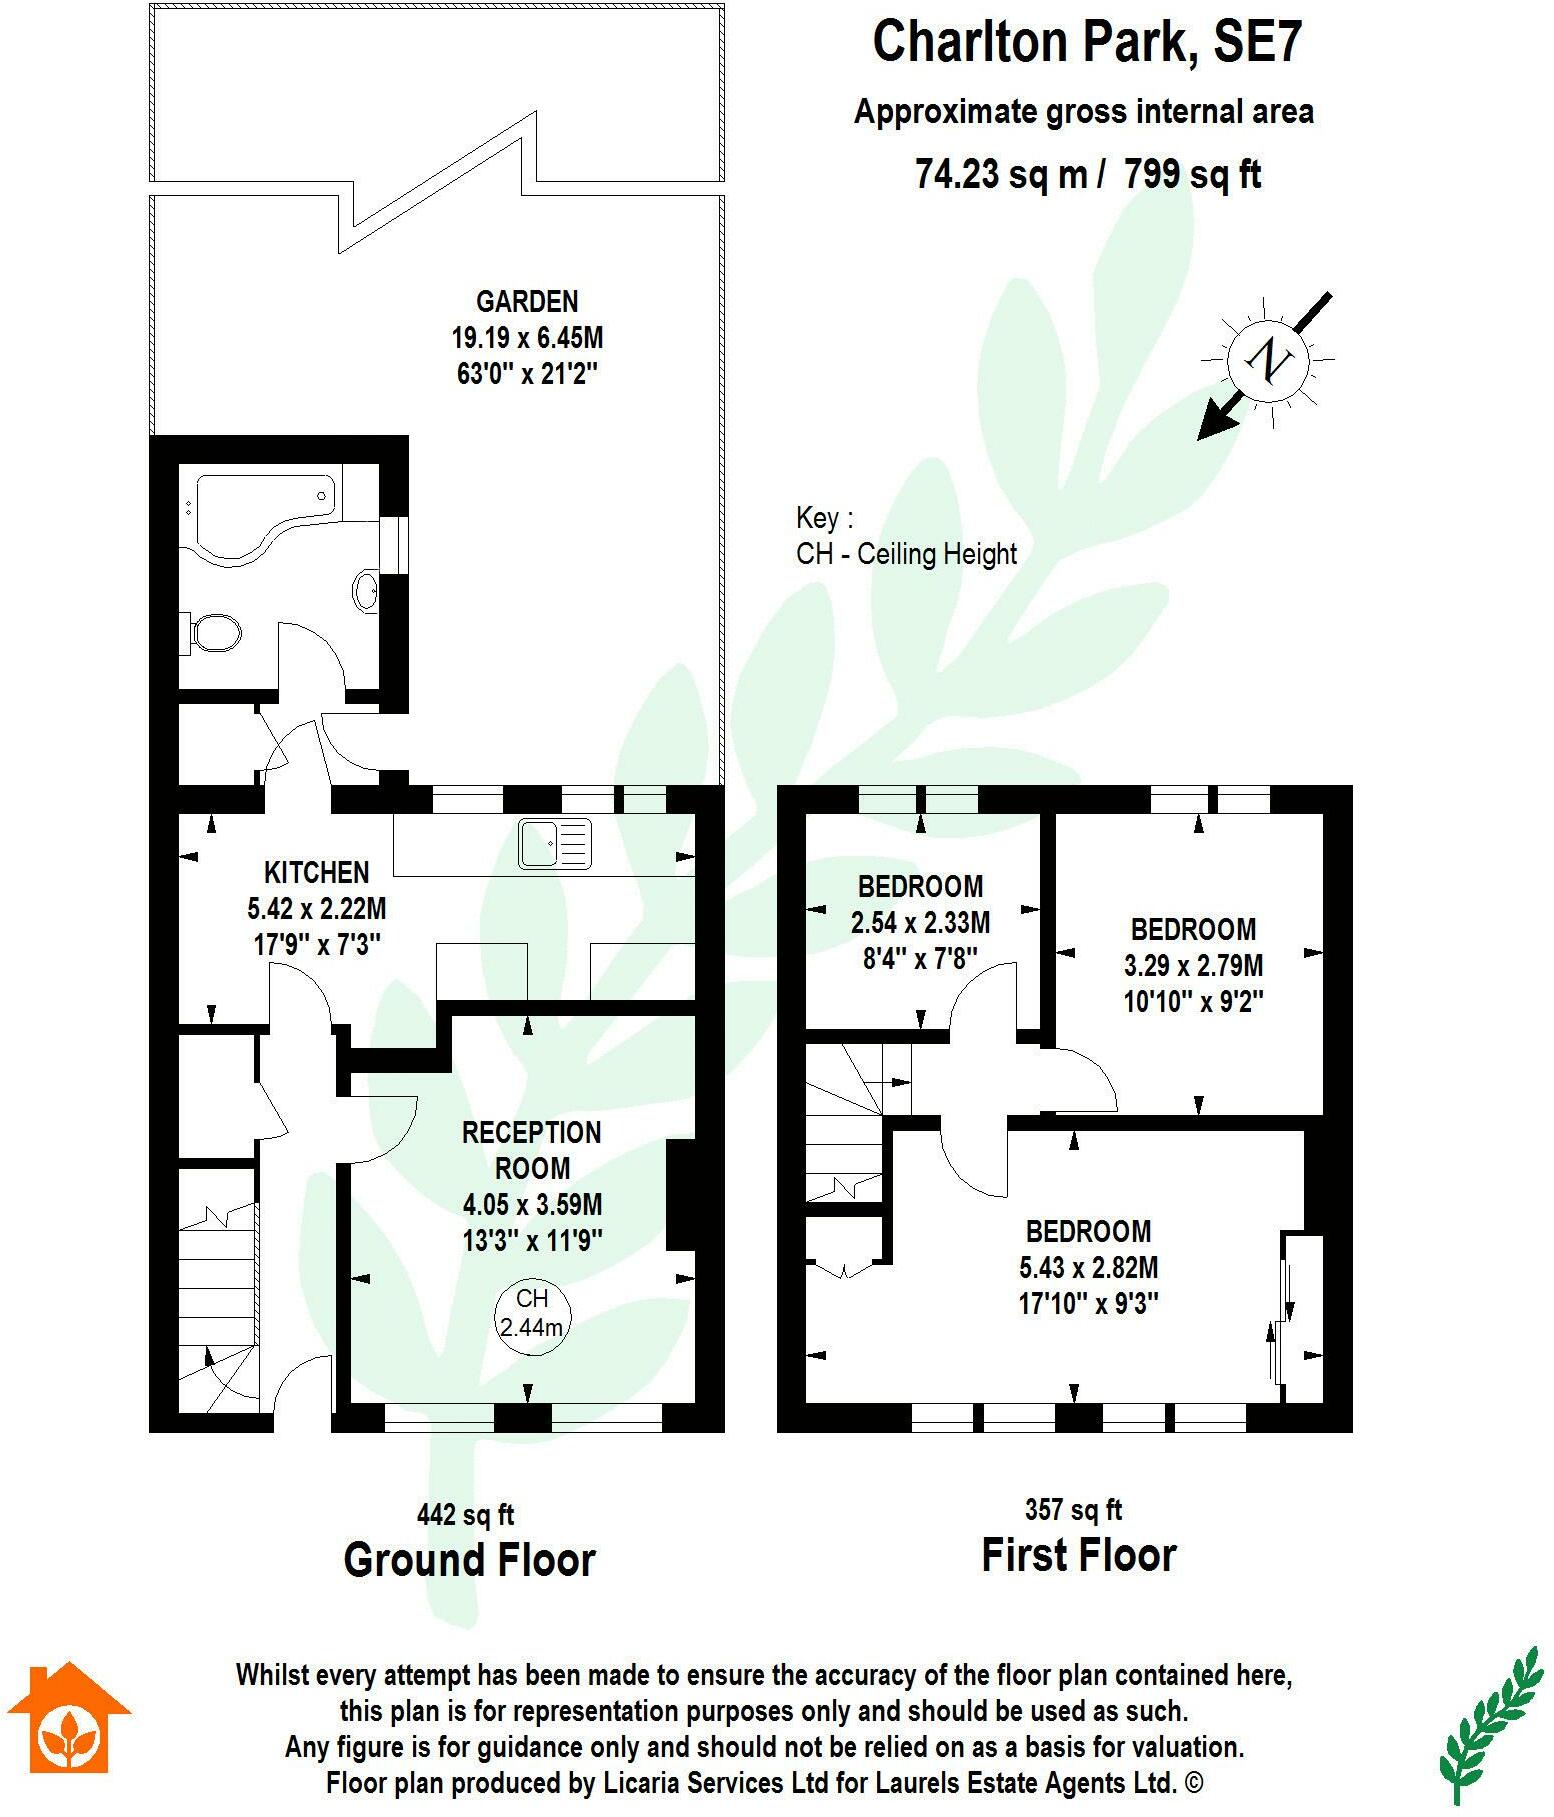 Charlton Park, SE7
Approximate gross internal area
74.23 sq m / 799 sq ft
GARDEN
19.19 x 6.45M
63'0" x 21'2"
N
Key :
CH - Ceiling Height
KITCHEN
5.42 x 2.22M
17'9" x 7'3"
BEDROOM
2.54 x 2.33M
8'4" x 7'8"
BEDROOM
3.29 x 2.79M
10'10" x 9'2"
RECEPTION
ROOM
4.05 x 3.59M
13'3" x 11'9"
CH
2.44m
BEDROOM
5.43 x 2.82M
17'10" x 9'3"
442 sq ft
Ground Floor
357 sq ft
First Floor
Whilst every attempt has been made to ensure the accuracy of the floor plan contained here,
this plan is for representation purposes only and should be used as such.
Any figure is for guidance only and should not be relied on as a basis for valuation.
Floor plan produced by Licaria Services Ltd for Laurels Estate Agents Ltd. ©